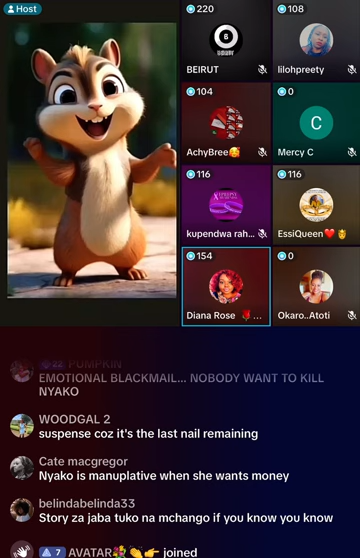 Host
220
BEIRUT
108
lilohpreety
104
AchyBree🥰
0
C
Mercy C
116
kupendwa rah...
116
EssiQueen❤️👸
154
Diana Rose 🌹...
0
Okaro..Atoti
PUMPKIN
EMOTIONAL BLACKMAIL... NOBODY WANT TO KILL
NYAKO
WOODGAL 2
suspense coz it's the last nail remaining
Cate macgregor
Nyako is manuplative when she wants money
belindabelinda33
Story za jaba tuko na mchango if you know you know
7 AVATAR💐👏👉 joined